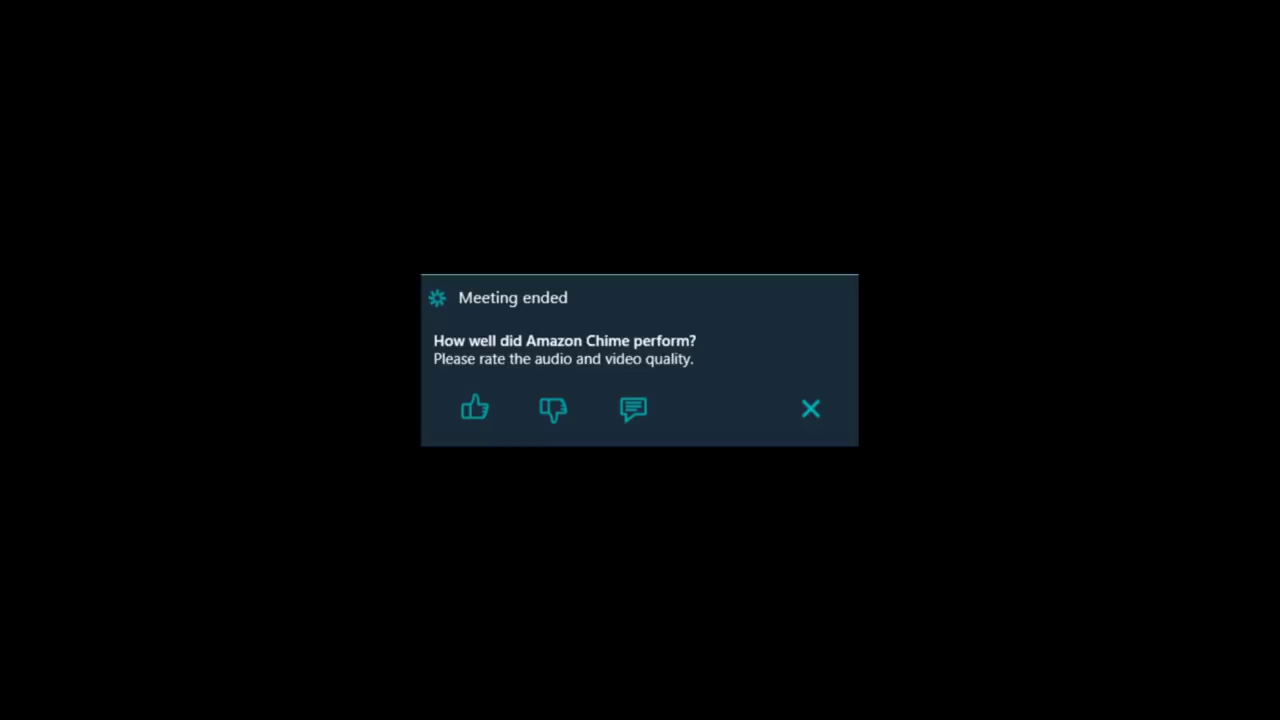 Meeting ended
How well did Amazon Chime perform?
Please rate the audio and video quality.